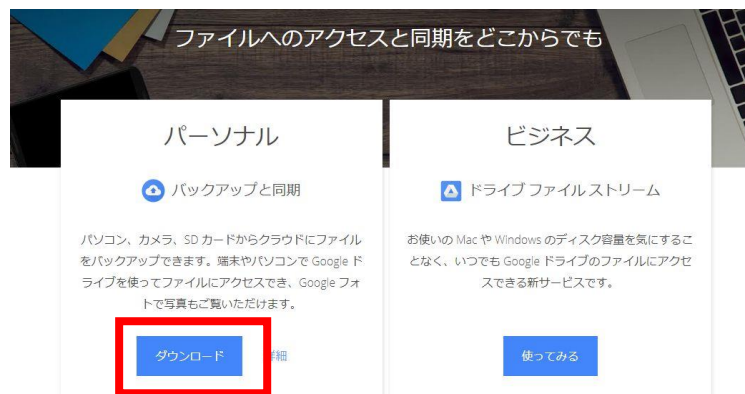 ファイルへのアクセスと同期をどこからでも
パーソナル
バックアップと同期
パソコン、カメラ、SD カードからクラウドにファイル
をバックアップできます。端末やパソコンで Google ド
ライブを使ってファイルにアクセスでき、Google フォ
トで写真もご覧いただけます。
ダウンロード
細
ビジネス
ドライブ ファイル ストリーム
お使いの Mac や Windows のディスク容量を気にするこ
となく、いつでも Google ドライブのファイルにアクセ
スできる新サービスです。
使ってみる